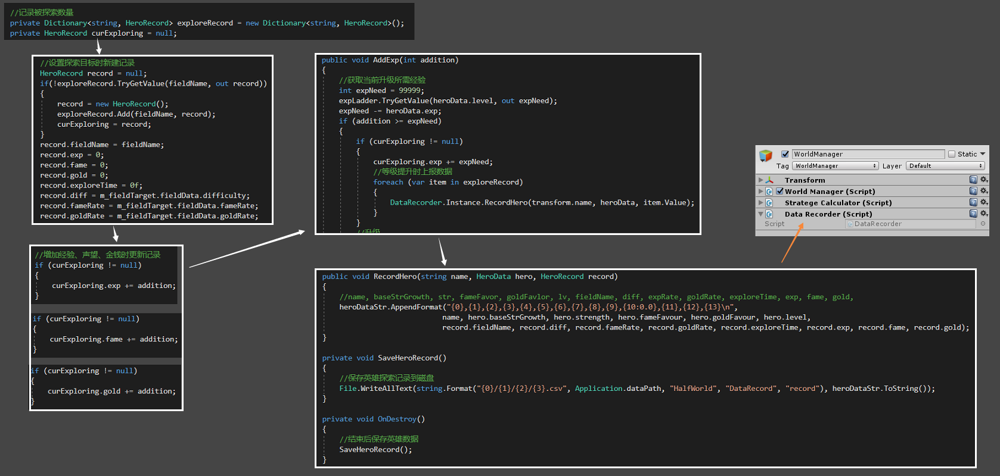 //记录被探索数量
private Dictionary<string, HeroRecord> exploreRecord = new Dictionary<string, HeroRecord>();
private HeroRecord curExploring = null;
//设置探索目标时新建记录
HeroRecord record = null;
if(!exploreRecord.TryGetValue(fieldName, out record))
{
record = new HeroRecord();
exploreRecord.Add(fieldName, record);
curExploring = record;
}
record.fieldName = fieldName;
record.exp = 0;
record.fame = 0;
record.gold = 0;
record.exploreTime = 0f;
record.diff = m_fieldTarget.fieldData.difficulty;
record.fameRate = m_fieldTarget.fieldData.fameRate;
record.goldRate = m_fieldTarget.fieldData.goldRate;
//增加经验、声望、金钱时更新记录
if (curExploring != null)
{
curExploring.exp += addition;
}
if (curExploring != null)
{
curExploring.fame += addition;
}
if (curExploring != null)
{
curExploring.gold += addition;
}
public void AddExp(int addition)
{
//获取当前升级所需经验
int expNeed = 99999;
expLadder.TryGetValue(heroData.level, out expNeed);
expNeed -= heroData.exp;
if (addition >= expNeed)
{
if (curExploring != null)
{
curExploring.exp += expNeed;
//等级提升时上报数据
foreach (var item in exploreRecord)
{
DataRecorder.Instance.RecordHero(transform.name, heroData, item.Value);
}
}
//升级
public void RecordHero(string name, HeroData hero, HeroRecord record)
{
//name, baseStrGrowth, str, fameFavor, goldFavlor, lv, fieldName, diff, expRate, goldRate, exploreTime, exp, fame, gold,
heroDataStr.AppendFormat("{0},{1},{2},{3},{4},{5},{6},{7},{8},{9},{10:0.0},{11},{12},{13}\n",
name, hero.baseStrGrowth, hero.strength, hero.fameFavour, hero.goldFavour, hero.level,
record.fieldName, record.diff, record.fameRate, record.goldRate, record.exploreTime, record.exp, record.fame, record.gold);
}
private void SaveHeroRecord()
{
//保存英雄探索记录到磁盘
File.WriteAllText(string.Format("{0}/{1}/{2}/{3}.csv", Application.dataPath, "HalfWorld", "DataRecord", "record"), heroDataStr.ToString());
}
private void OnDestroy()
{
//结束后保存英雄数据
SaveHeroRecord();
}
WorldManager Static
Tag WorldManager Layer Default
Transform
World Manager (Script)
Stratege Calculator (Script)
Data Recorder (Script)
Script DataRecorder